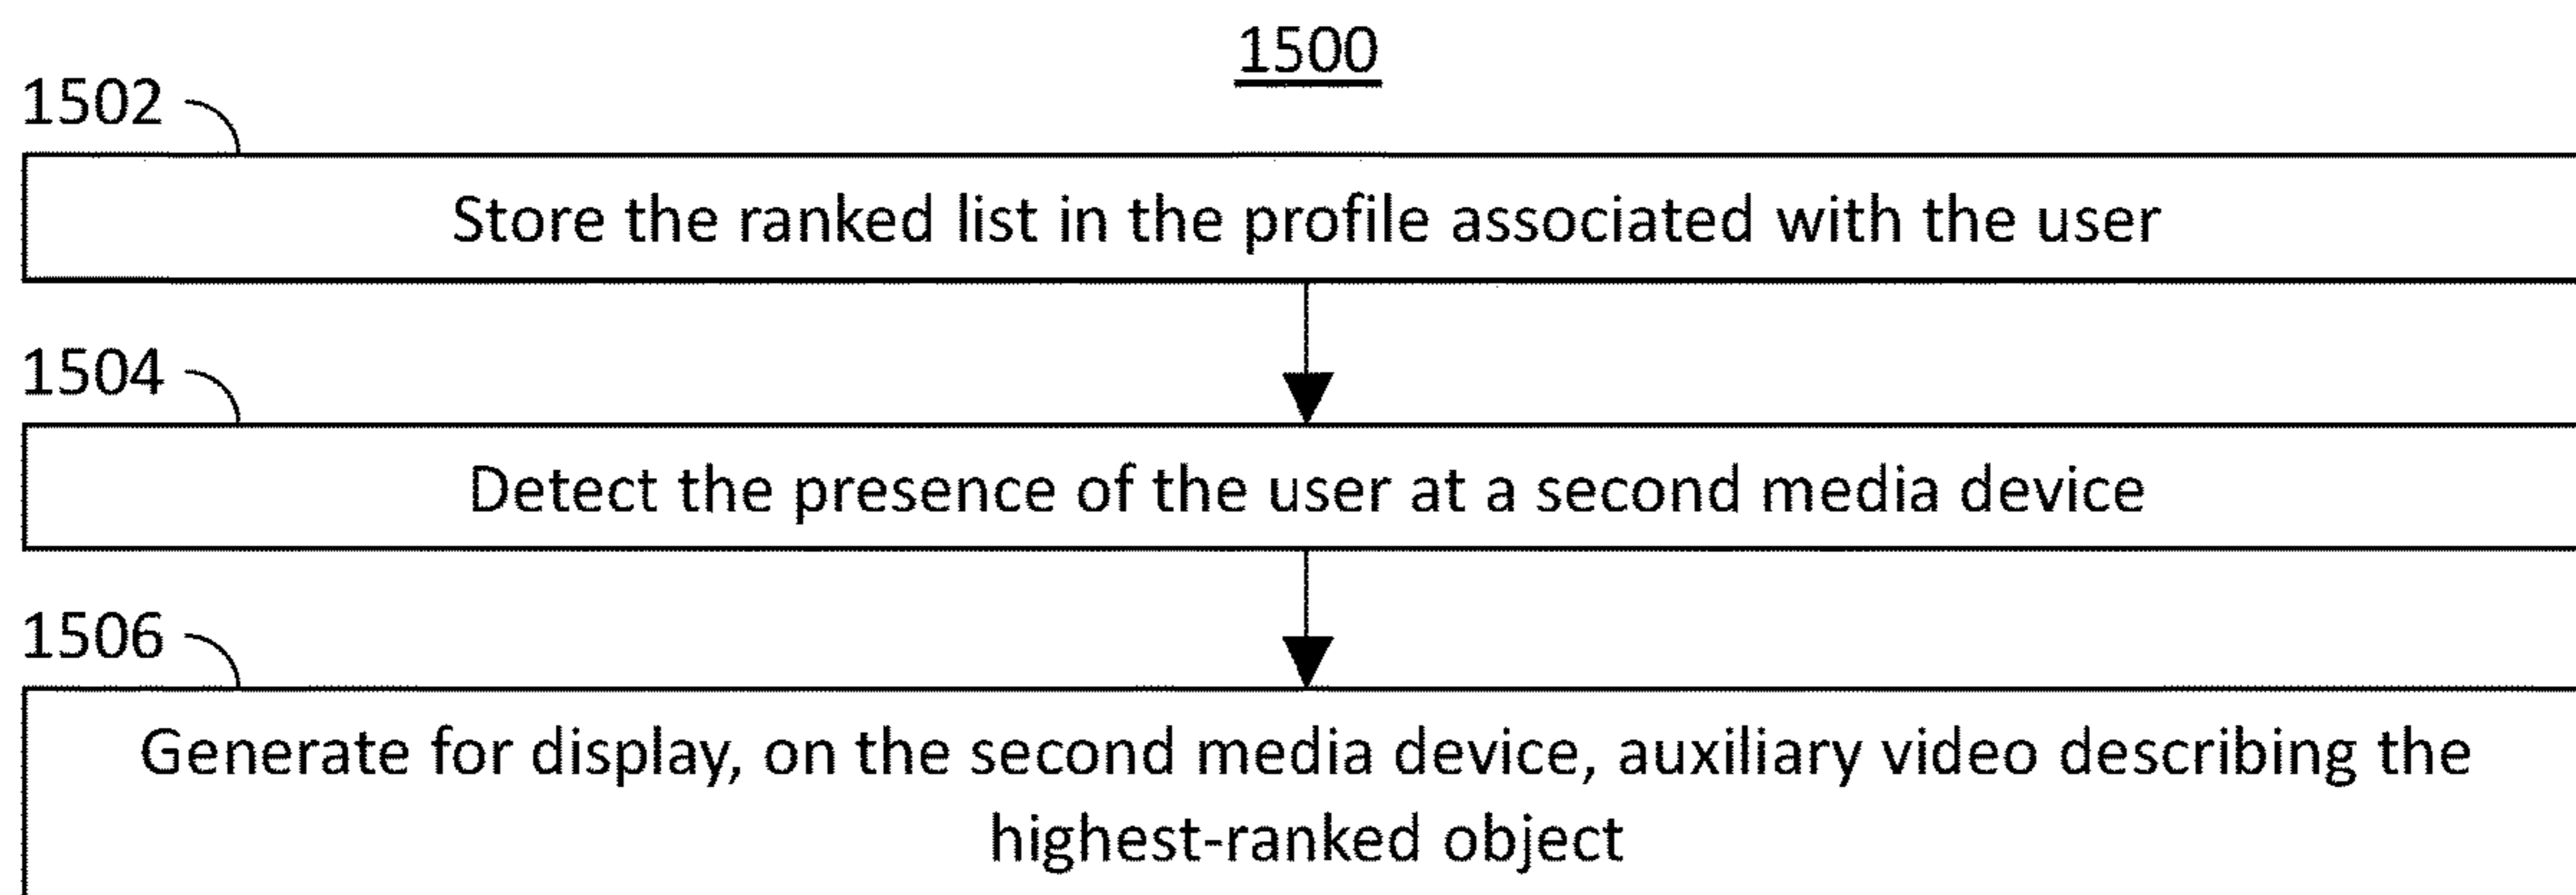 1500
1502
Store the ranked list in the profile associated with the user
1504
Detect the presence of the user at a second media device
1506
Generate for display, on the second media device, auxiliary video describing the
highest-ranked object